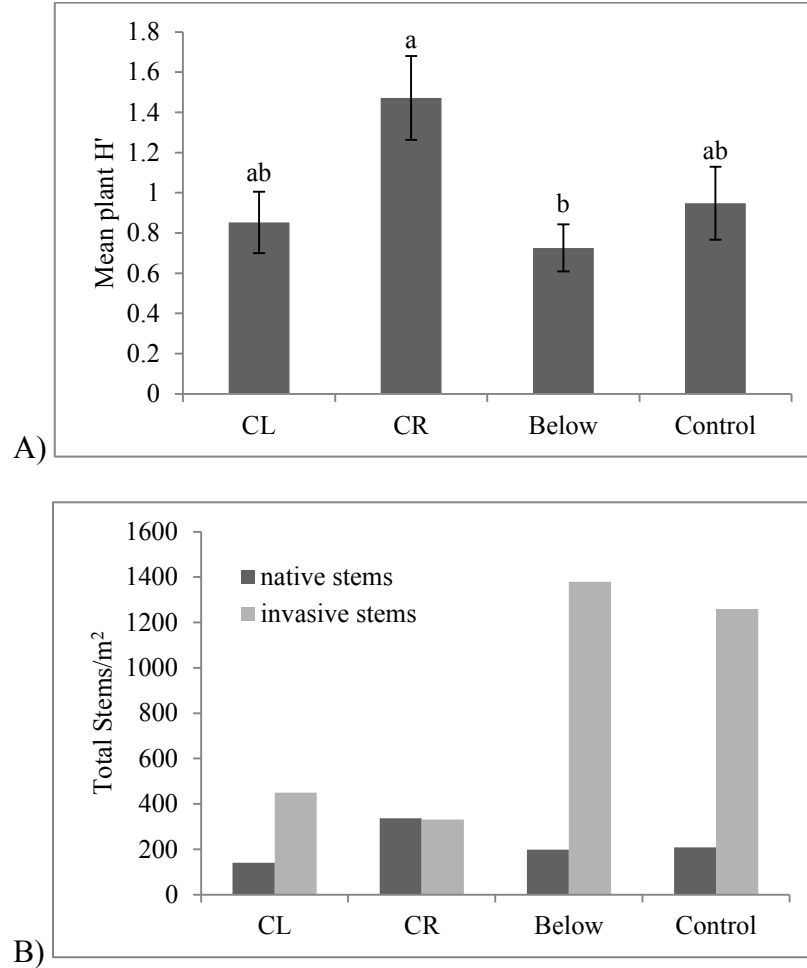 1.8
1.6
1.4
1.2
1
0.8
0.6
0.4
0.2
0
Mean plant H'
ab
a
b
ab
CL CR Below Control
A)
1600
1400
1200
1000
800
600
400
200
0
Total Stems/m²
native stems
invasive stems
CL CR Below Control
B)